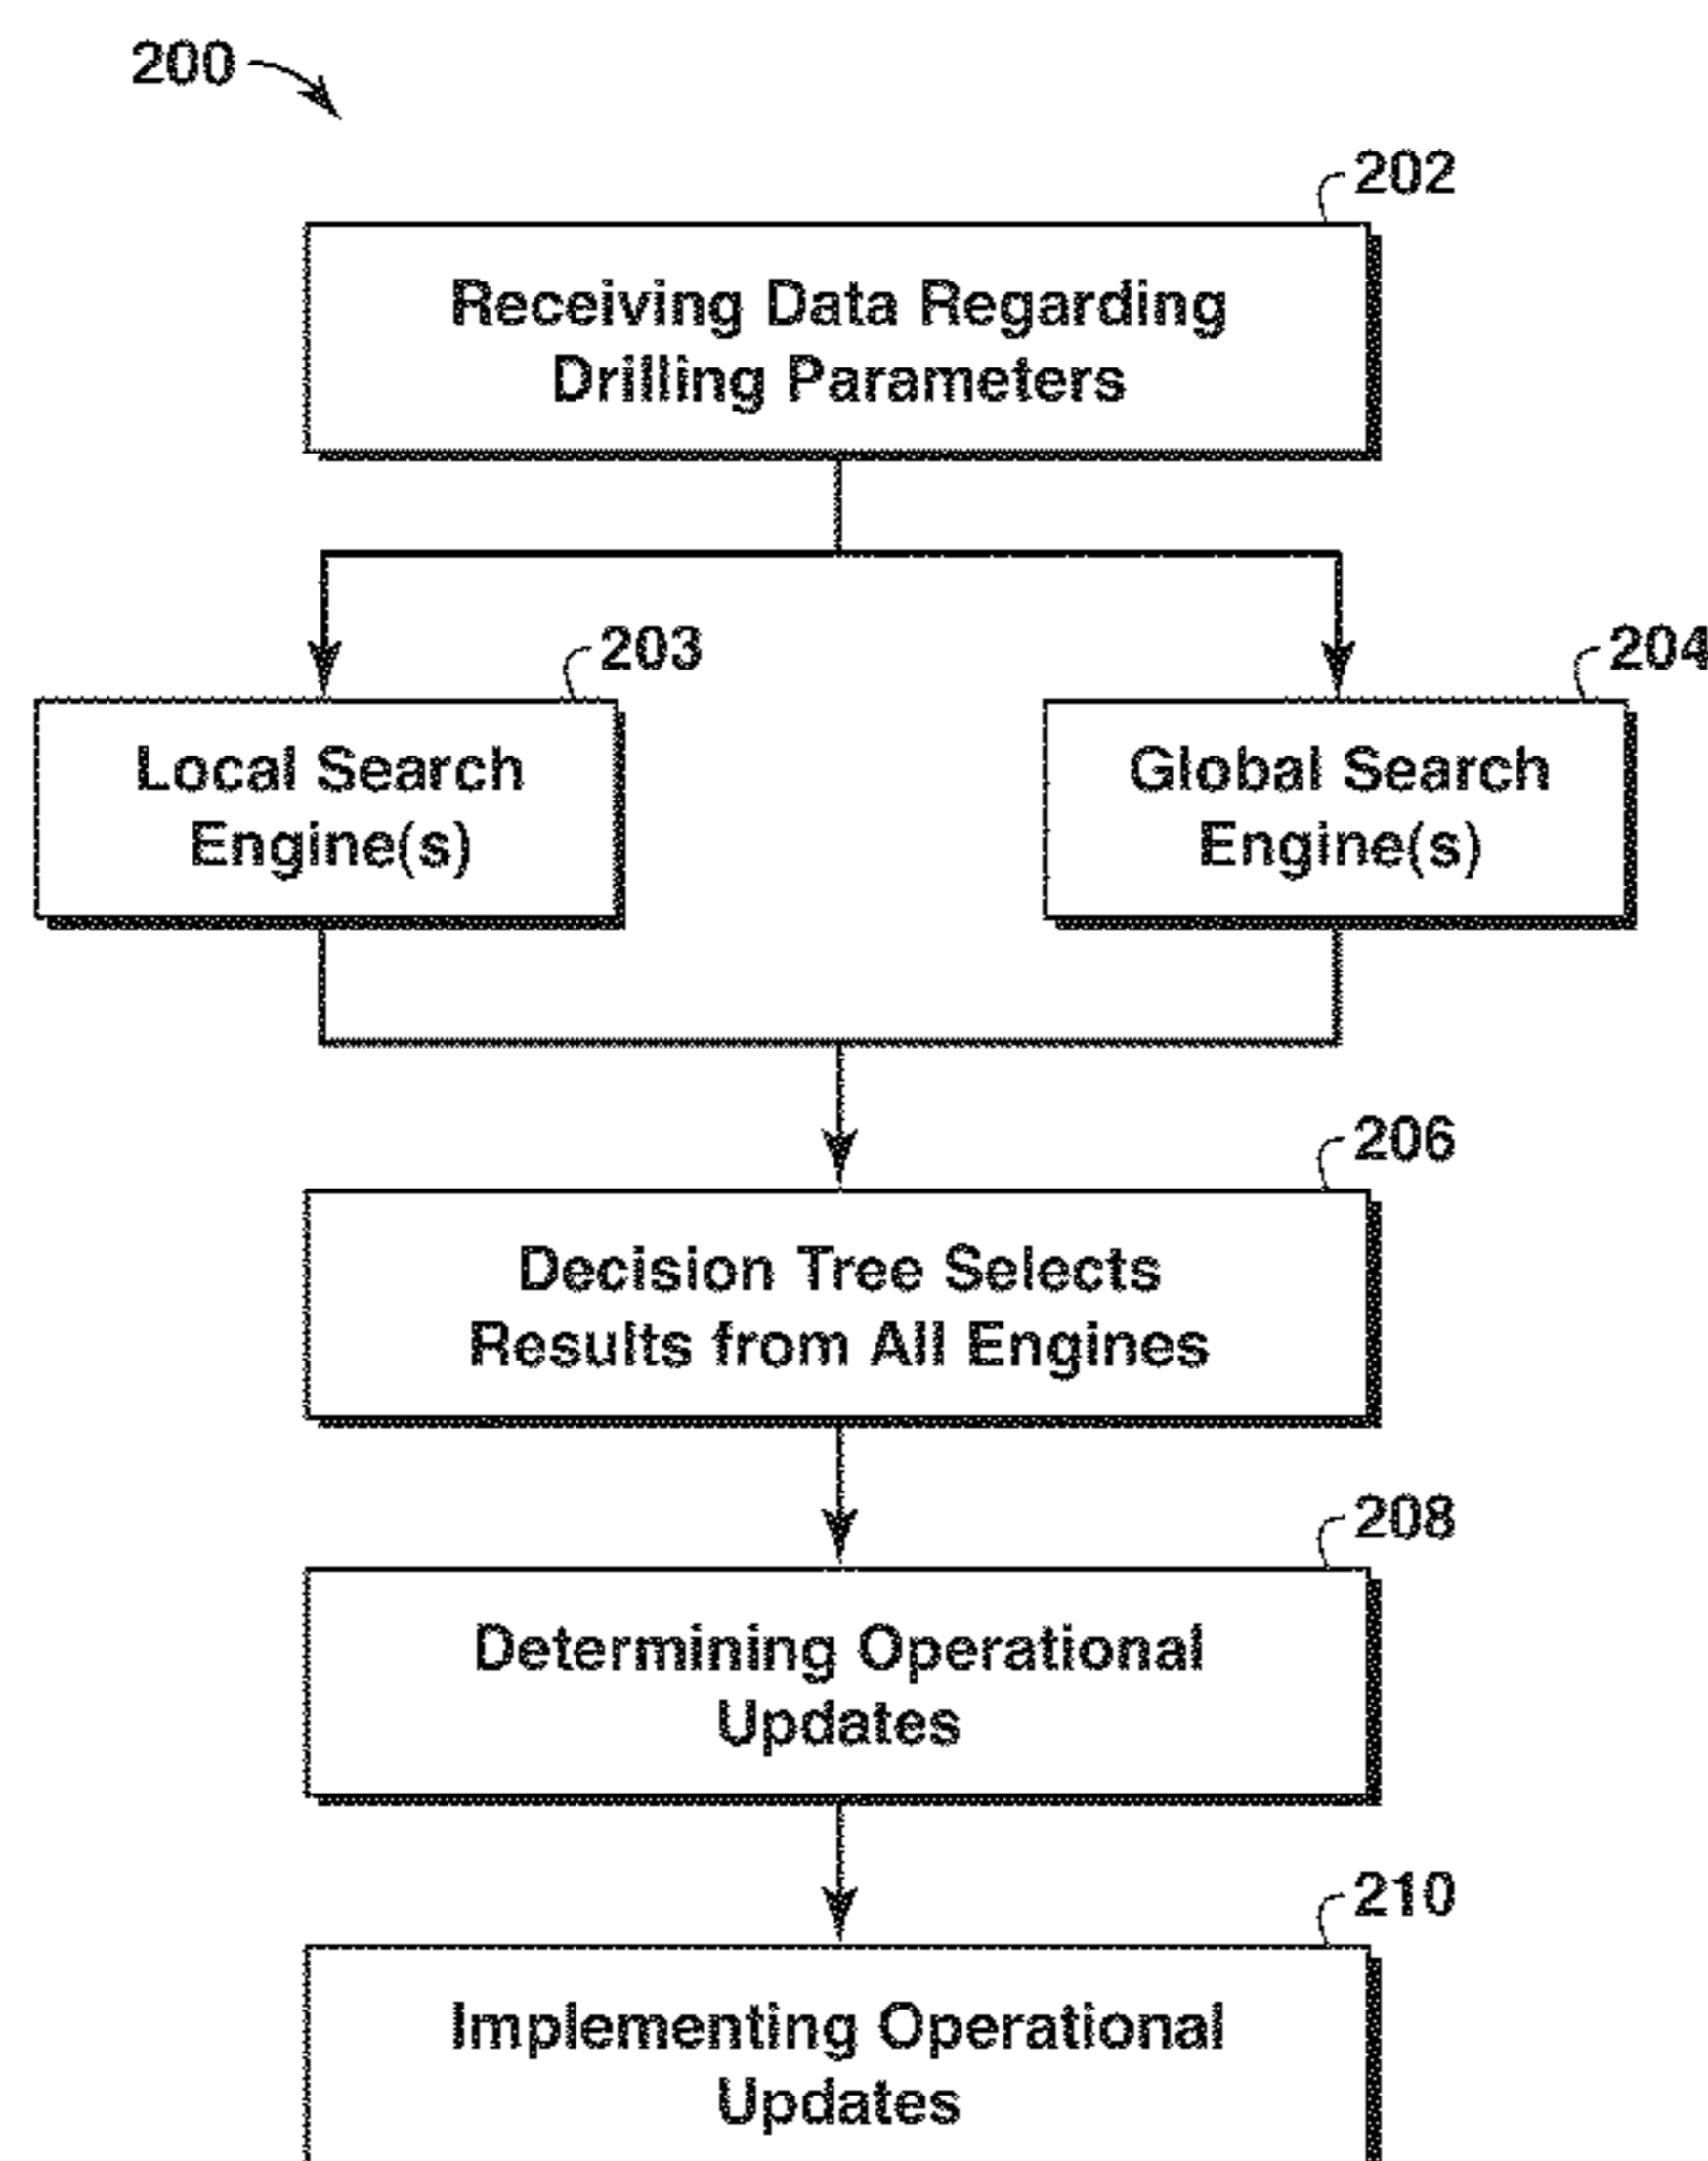 200
202
Receiving Data Regarding
Drilling Parameters
203
204
Local Search
Engine(s)
Global Search
Engine(s)
206
Decision Tree Selects
Results from All Engines
208
Determining Operational
Updates
210
Implementing Operational
Updates